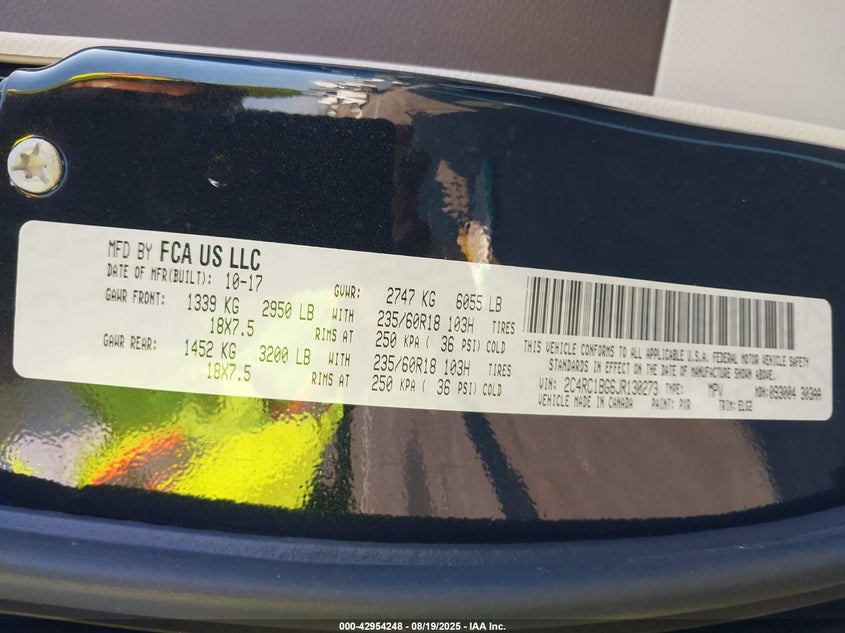 MFD BY FCA US LLC
DATE OF MFR(BUILT): 10-17 GVWR: 2747 KG 6055 LB
GAWR FRONT: 1339 KG 2950 LB WITH 235/60R18 103H TIRES
18X7.5 RIMS AT 250 KPA ( 36 PSI) COLD
GAWR REAR: 1452 KG 3200 LB WITH 235/60R18 103H TIRES
18X7.5 RIMS AT 250 KPA ( 36 PSI) COLD
THIS VEHICLE CONFORMS TO ALL APPLICABLE U.S.A. FEDERAL MOTOR VEHICLE SAFETY
STANDARDS IN EFFECT ON THE DATE OF MANUFACTURE SHOWN ABOVE.
VIN: 2C4RC1BG6JR130273 TYPE: MPV MDH: 093004 303AA
VEHICLE MADE IN CANADA PAINT: PXR TRIM: ELG2
000-42954248 - 08/19/2025 - IAA Inc.